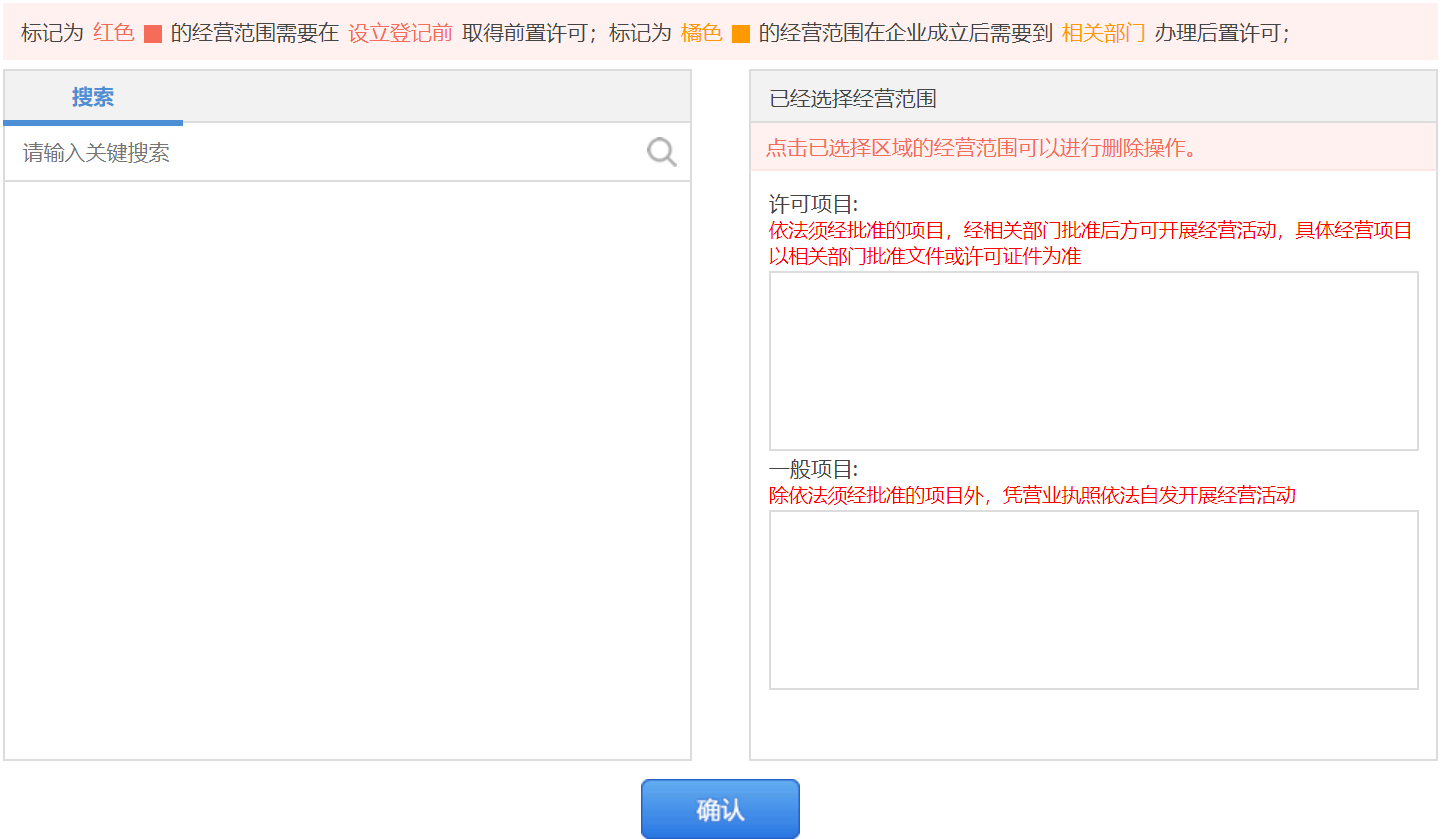 标记为 红色 的经营范围需要在 设立登记前 取得前置许可；标记为 橘色 的经营范围在企业成立后需要到 相关部门 办理后置许可；
搜索
请输入关键搜索
已经选择经营范围
点击已选择区域的经营范围可以进行删除操作。
许可项目:
依法须经批准的项目，经相关部门批准后方可开展经营活动，具体经营项目
以相关部门批准文件或许可证件为准
一般项目:
除依法须经批准的项目外，凭营业执照依法自发开展经营活动
确认